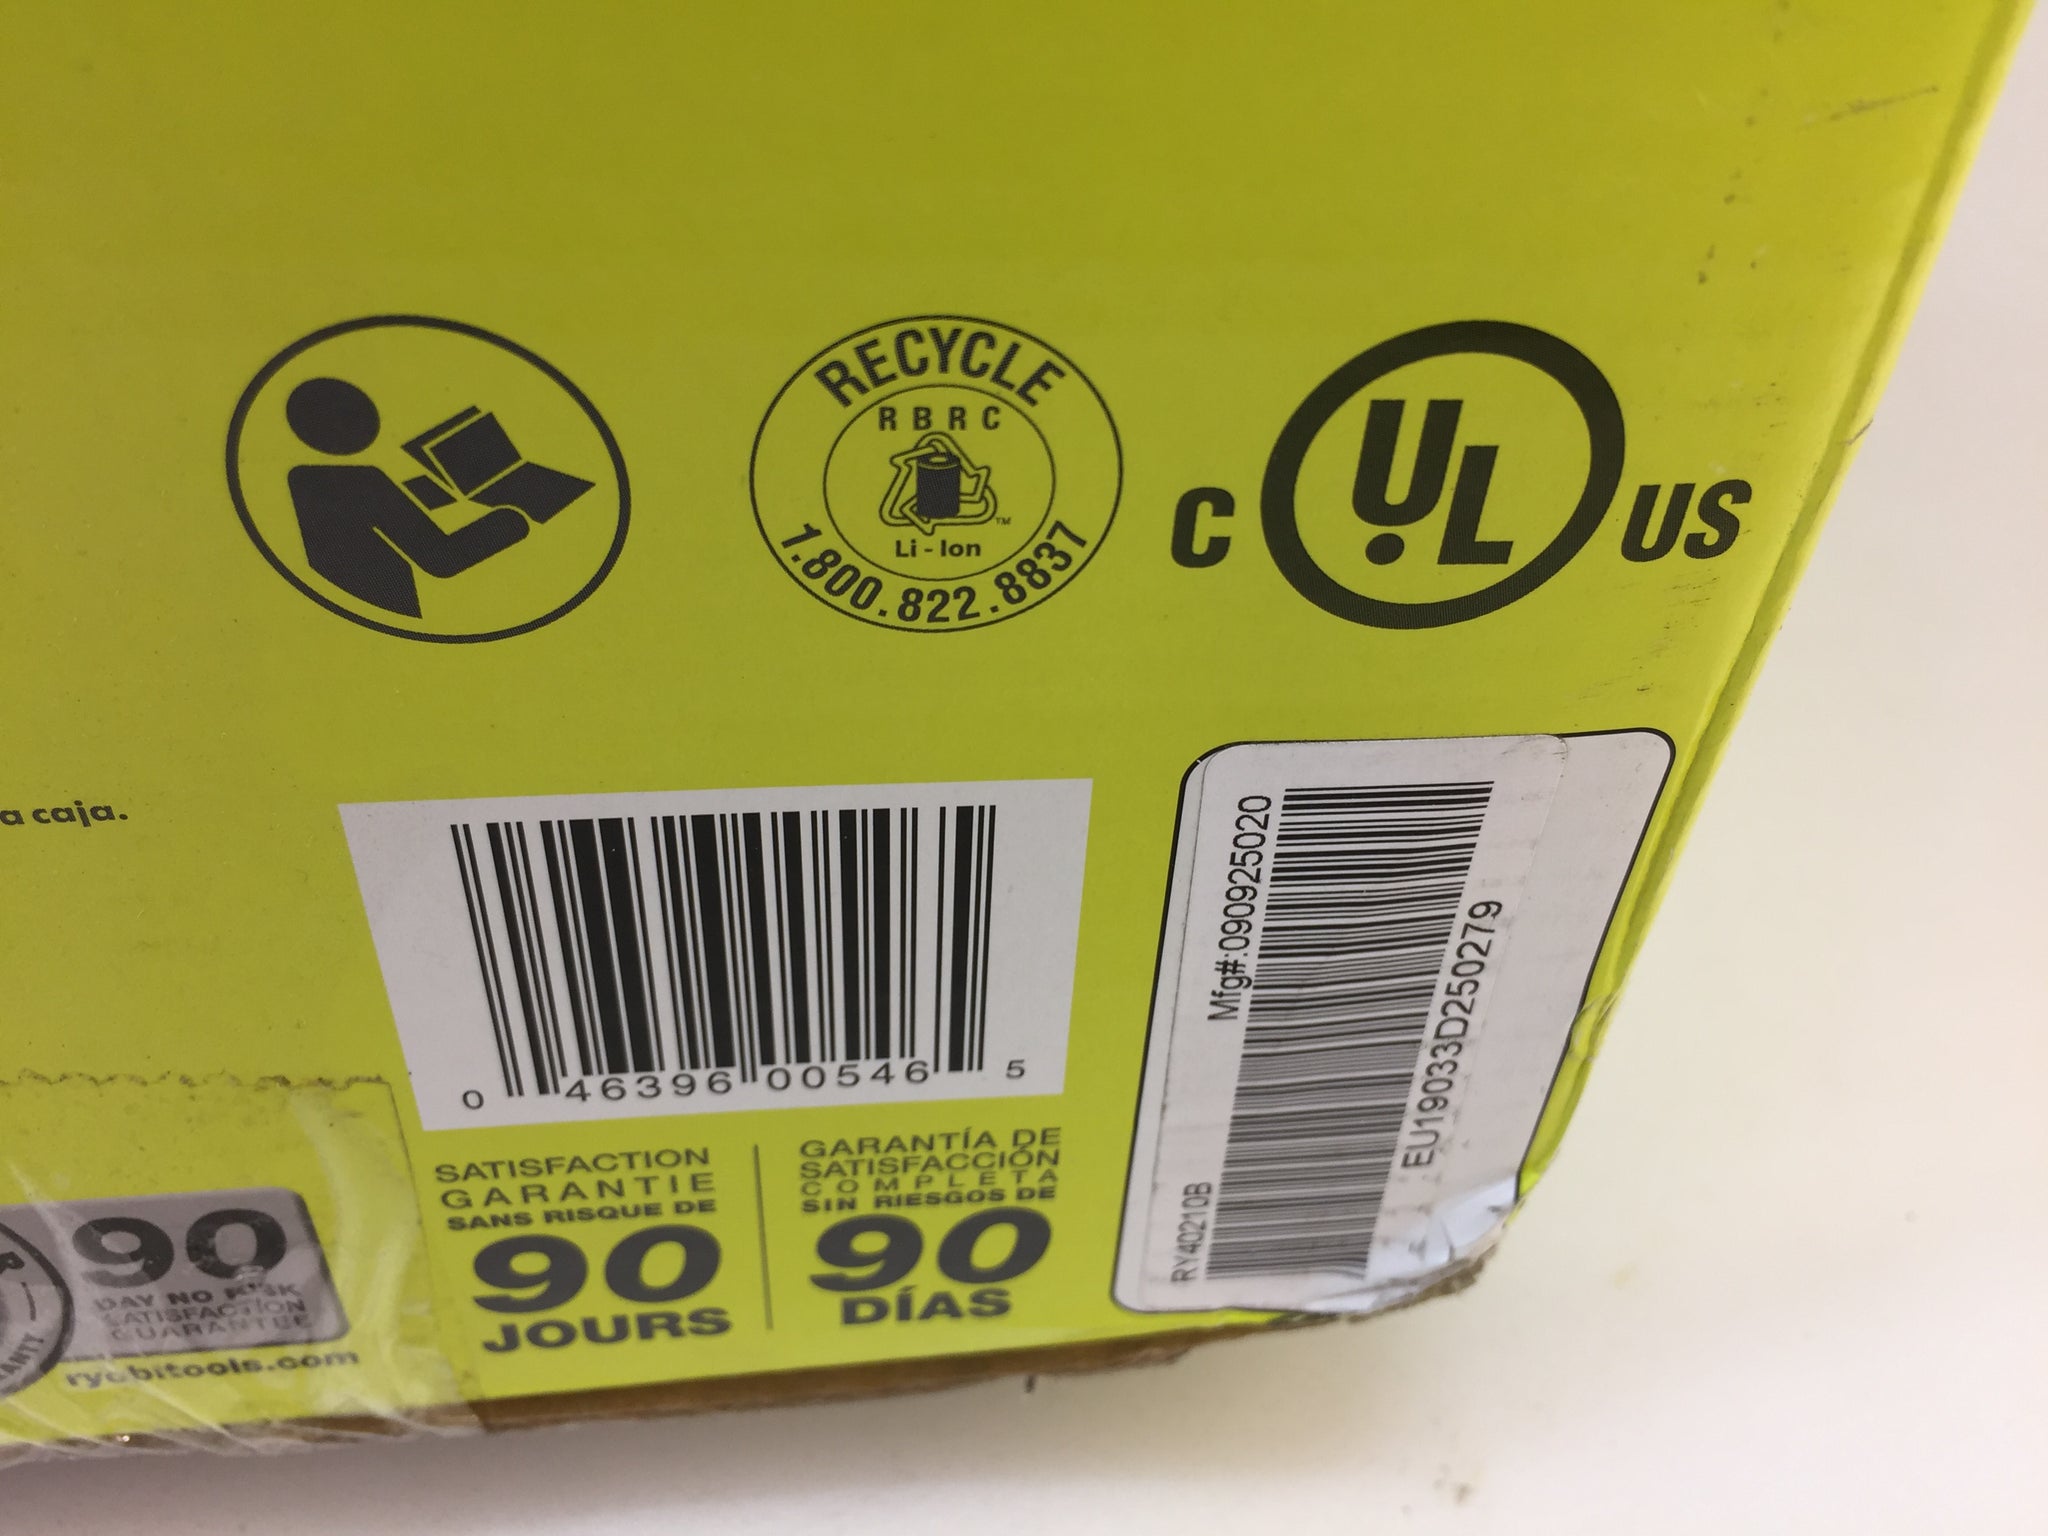 RECYCLE
RBRC
TM
Li-Ion
1.800.822.8837
C
UL
US
a caja.
0 46396 00546 5
Mfg#:090925020
RY40210B
EU19033D250279
SATISFACTION
GARANTIE
SANS RISQUE DE
90
JOURS
GARANTÍA DE
SATISFACCIÓN
COMPLETA
SIN RIESGOS DE
90
DÍAS
90
DAY NO RISK
SATISFACTION
GUARANTEE
ryobitools.com